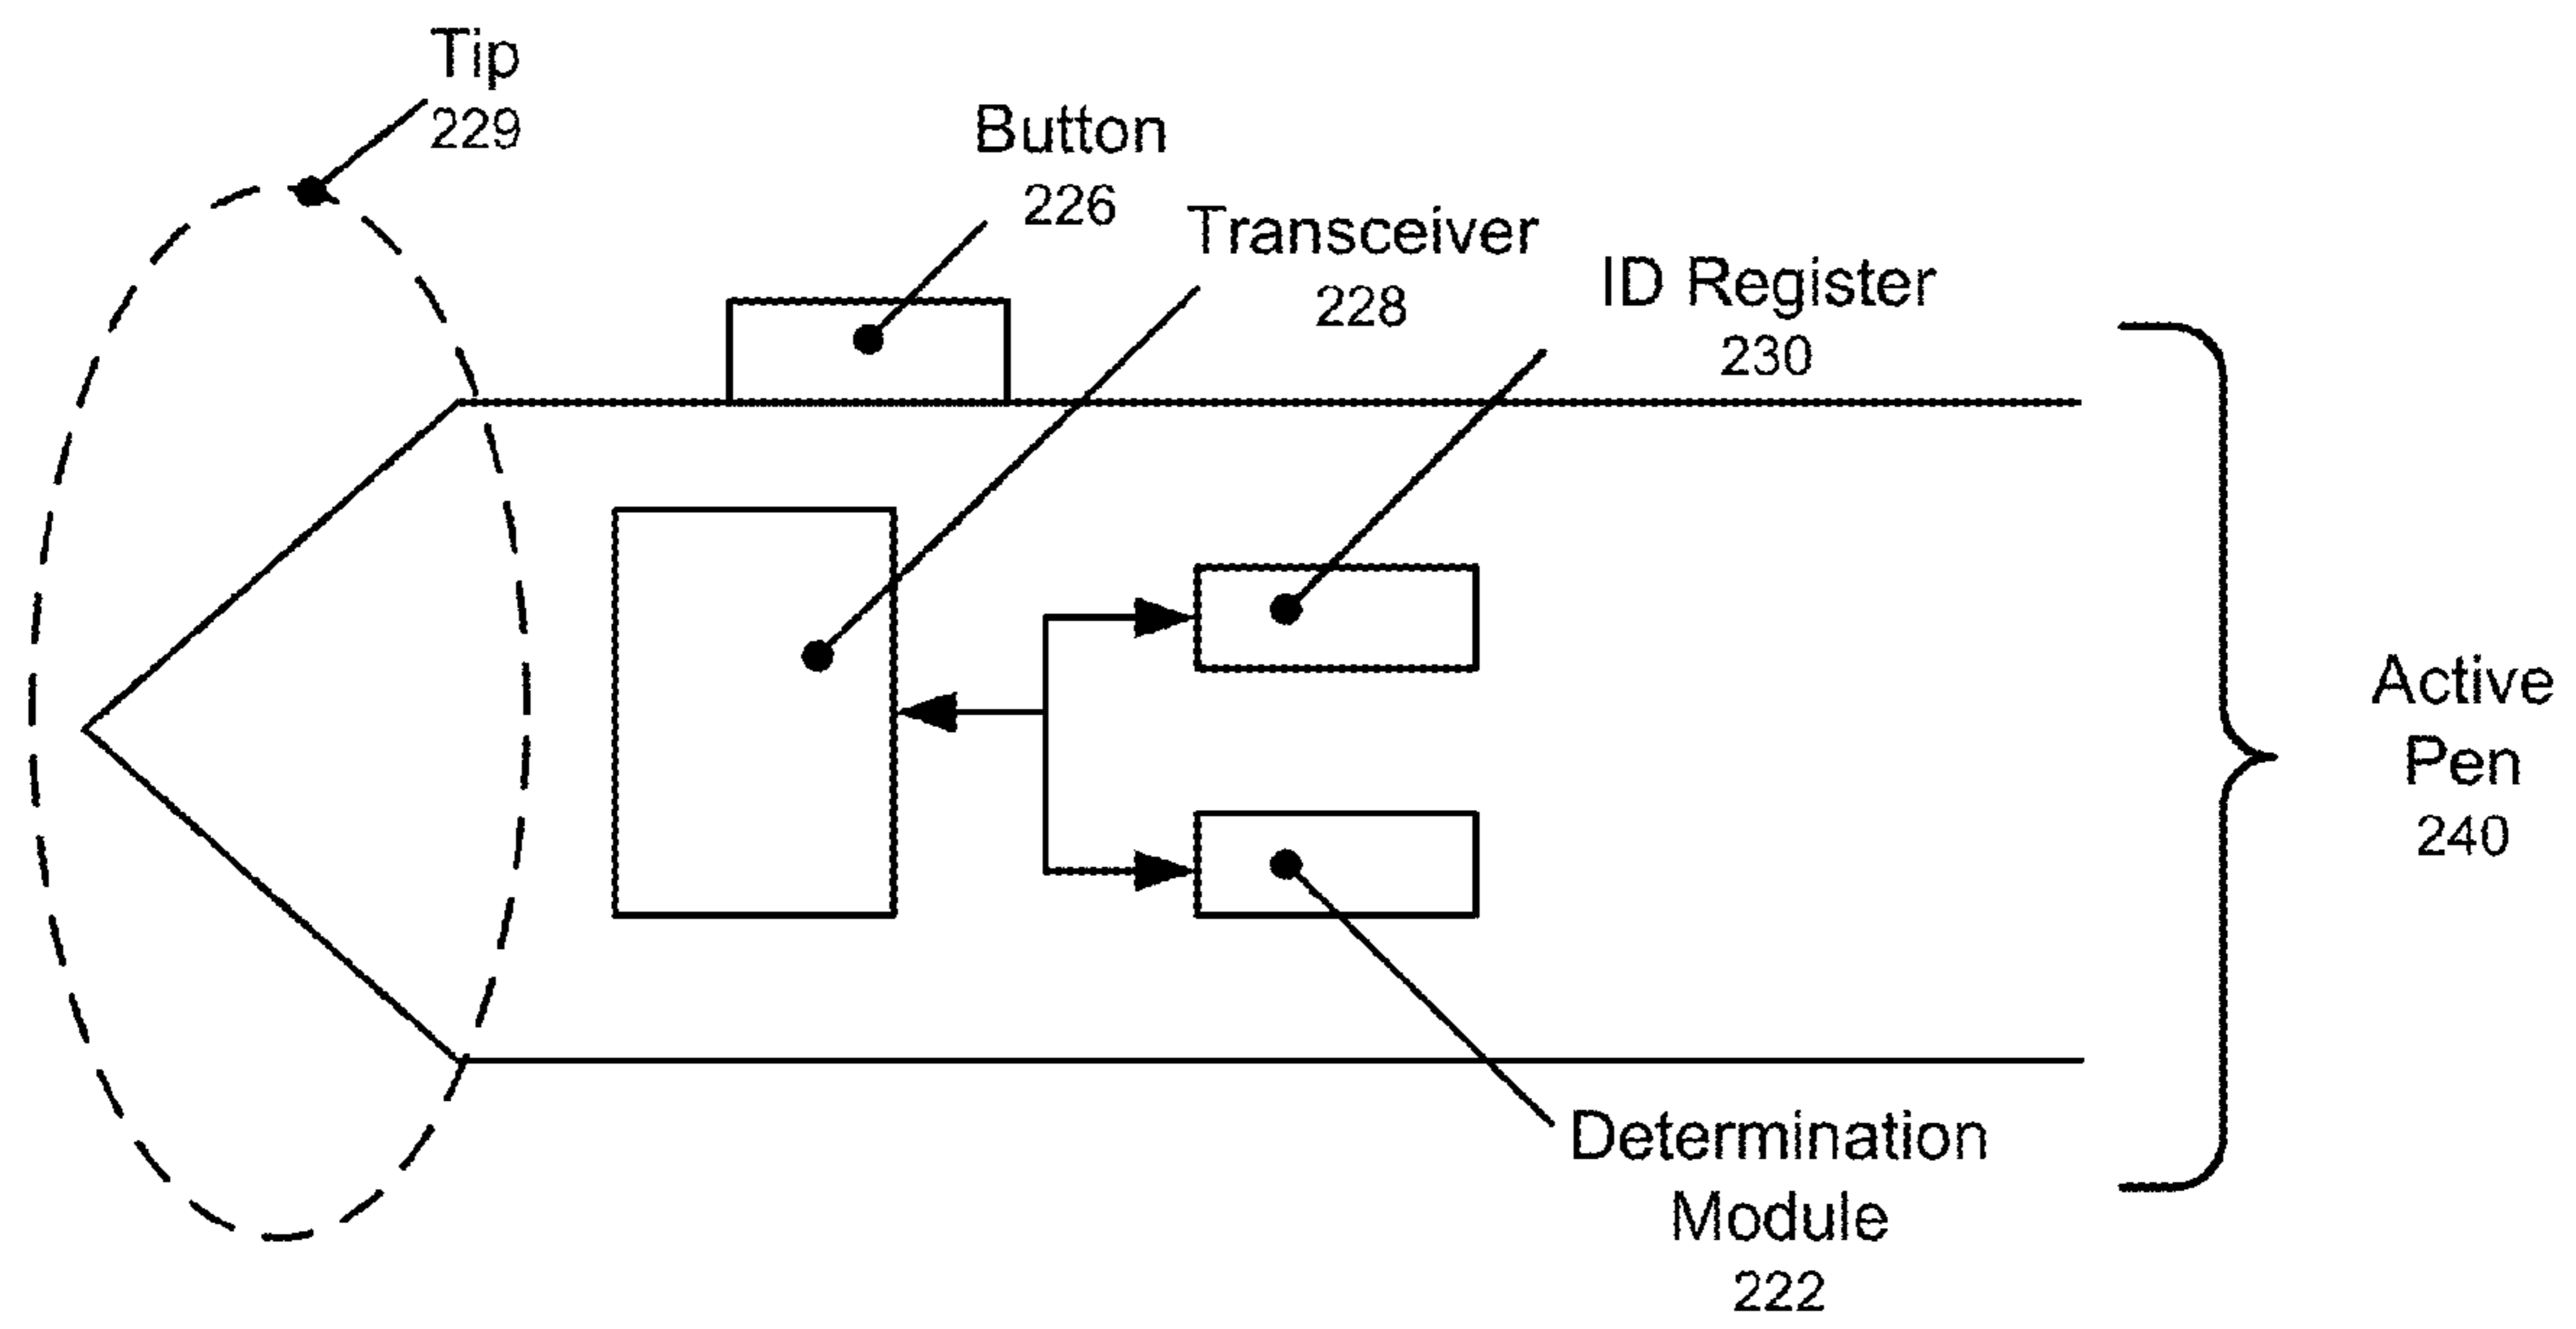 Tip
229
Button
226
Transceiver
228
ID Register
230
Active
Pen
240
Determination
Module
222